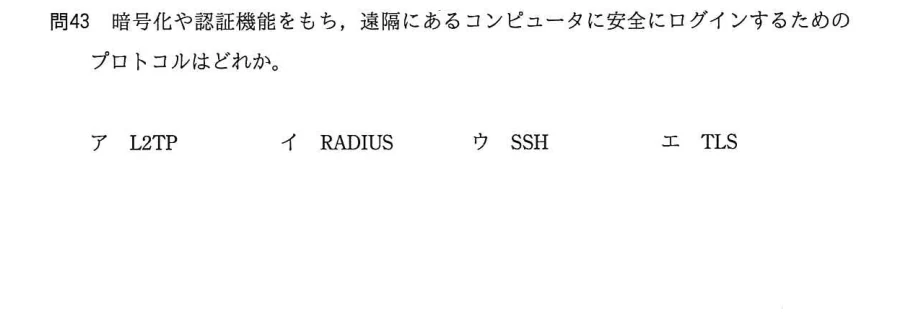 問43 暗号化や認証機能をもち，遠隔にあるコンピュータに安全にログインするための
プロトコルはどれか。
ア L2TP イ RADIUS ウ SSH エ TLS